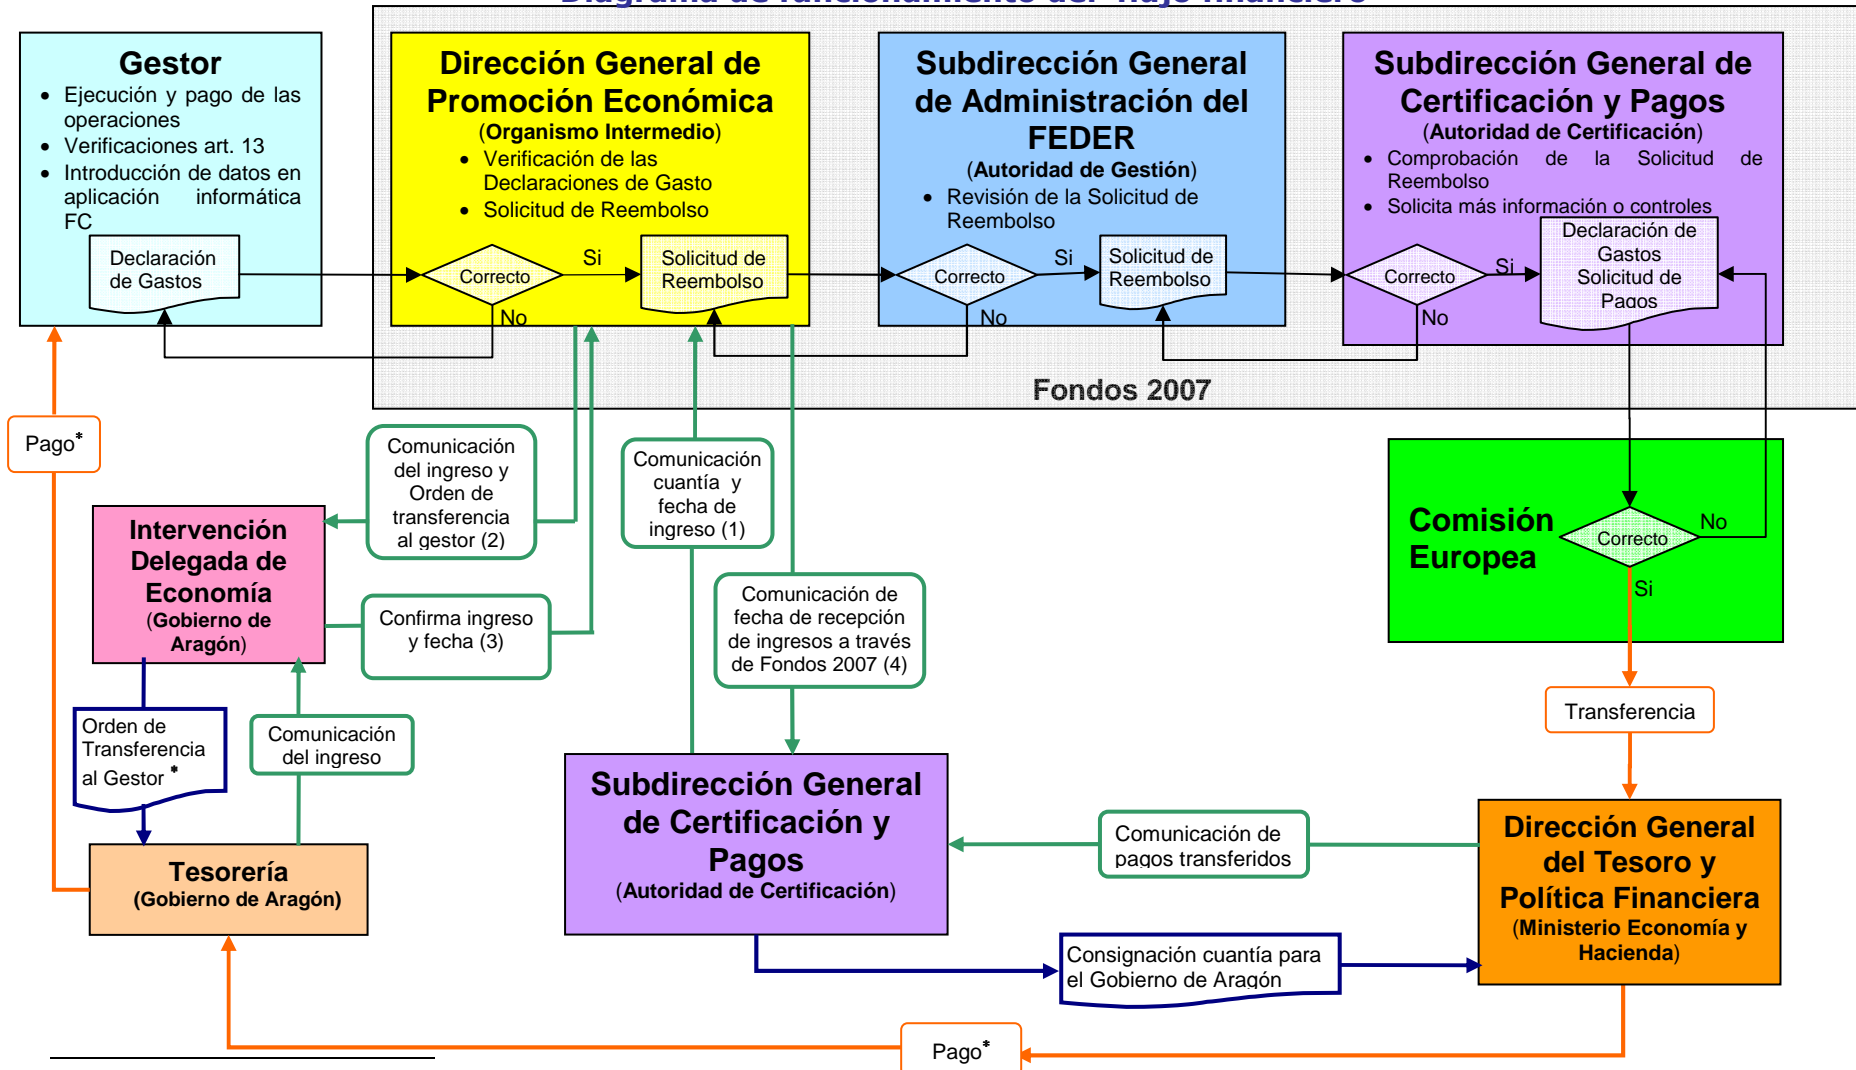 Diagrama de funcionamiento del flujo financiero
Gestor
• Ejecución y pago de las
operaciones
• Verificaciones art. 13
• Introducción de datos en
aplicación informática
FC
Declaración
de Gastos
Dirección General de
Promoción Económica
(Organismo Intermedio)
• Verificación de las
Declaraciones de Gasto
• Solicitud de Reembolso
Correcto
Si
No
Solicitud de
Reembolso
Subdirección General
de Administración del
FEDER
(Autoridad de Gestión)
• Revisión de la Solicitud de
Reembolso
Correcto
Si
No
Solicitud de
Reembolso
Subdirección General de
Certificación y Pagos
(Autoridad de Certificación)
• Comprobación de la Solicitud de
Reembolso
• Solicita más información o controles
Correcto
Si
No
Declaración de
Gastos
Solicitud de
Pagos
Fondos 2007
Pago*
Comunicación
del ingreso y
Orden de
transferencia
al gestor (2)
Comunicación
cuantía y
fecha de
ingreso (1)
Comisión
Europea
Correcto
No
Si
Intervención
Delegada de
Economía
(Gobierno de
Aragón)
Confirma ingreso
y fecha (3)
Comunicación de
fecha de recepción
de ingresos a través
de Fondos 2007 (4)
Transferencia
Orden de
Transferencia
al Gestor *
Comunicación
del ingreso
Tesorería
(Gobierno de Aragón)
Subdirección General
de Certificación y
Pagos
(Autoridad de Certificación)
Comunicación de
pagos transferidos
Dirección General
del Tesoro y
Política Financiera
(Ministerio Economía y
Hacienda)
Consignación cuantía para
el Gobierno de Aragón
Pago*